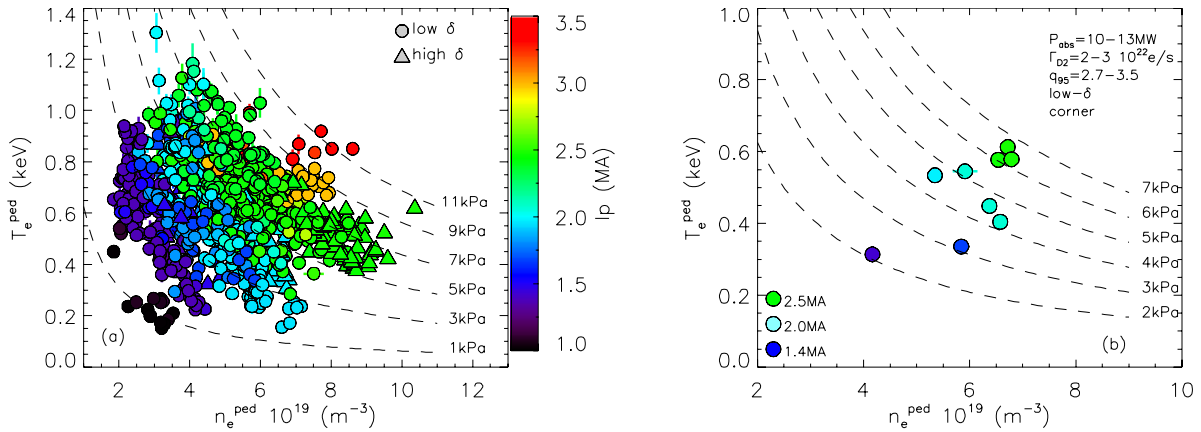 1.4
1.2
1.0
0.8
0.6
0.4
0.2
0.0
T_e^ped (keV)
low δ
high δ
11kPa
9kPa
7kPa
5kPa
3kPa
1kPa
(a)
2 4 6 8 10 12
n_e^ped 10^19 (m^-3)
3.5
3.0
2.5
2.0
1.5
1.0
Ip (MA)
1.0
0.8
0.6
0.4
0.2
0.0
T_e^ped (keV)
P_abs=10−13MW
Γ_D2=2−3 10^22e/s
q_95=2.7−3.5
low−δ
corner
7kPa
6kPa
5kPa
4kPa
3kPa
2kPa
2.5MA
2.0MA
1.4MA
(b)
2 4 6 8 10
n_e^ped 10^19 (m^-3)